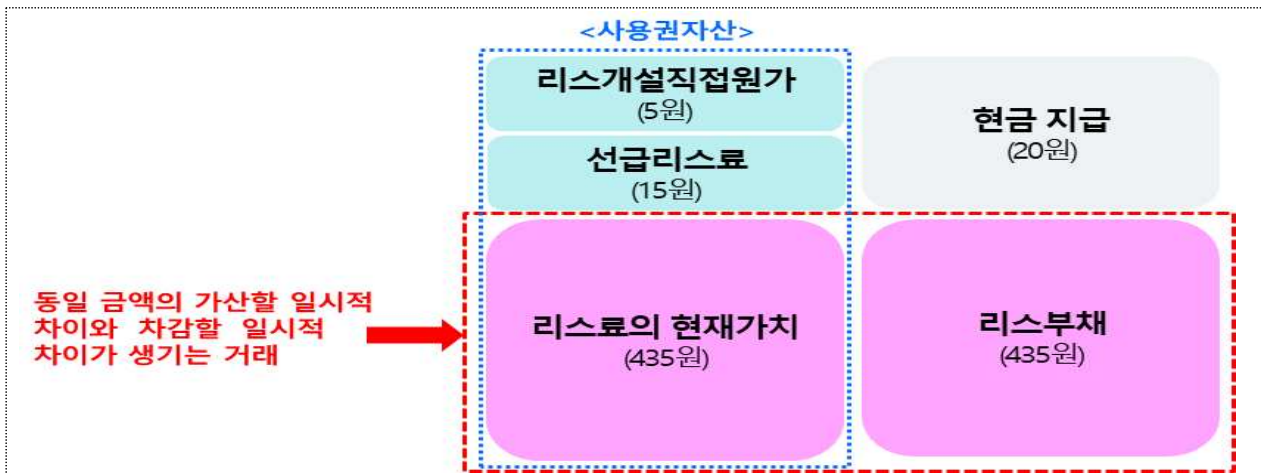 <사용권자산>
리스개설직접원가
(5원)
선급리스료
(15원)
현금 지급
(20원)
동일 금액의 가산할 일시적
차이와 차감할 일시적
차이가 생기는 거래
리스료의 현재가치
(435원)
리스부채
(435원)